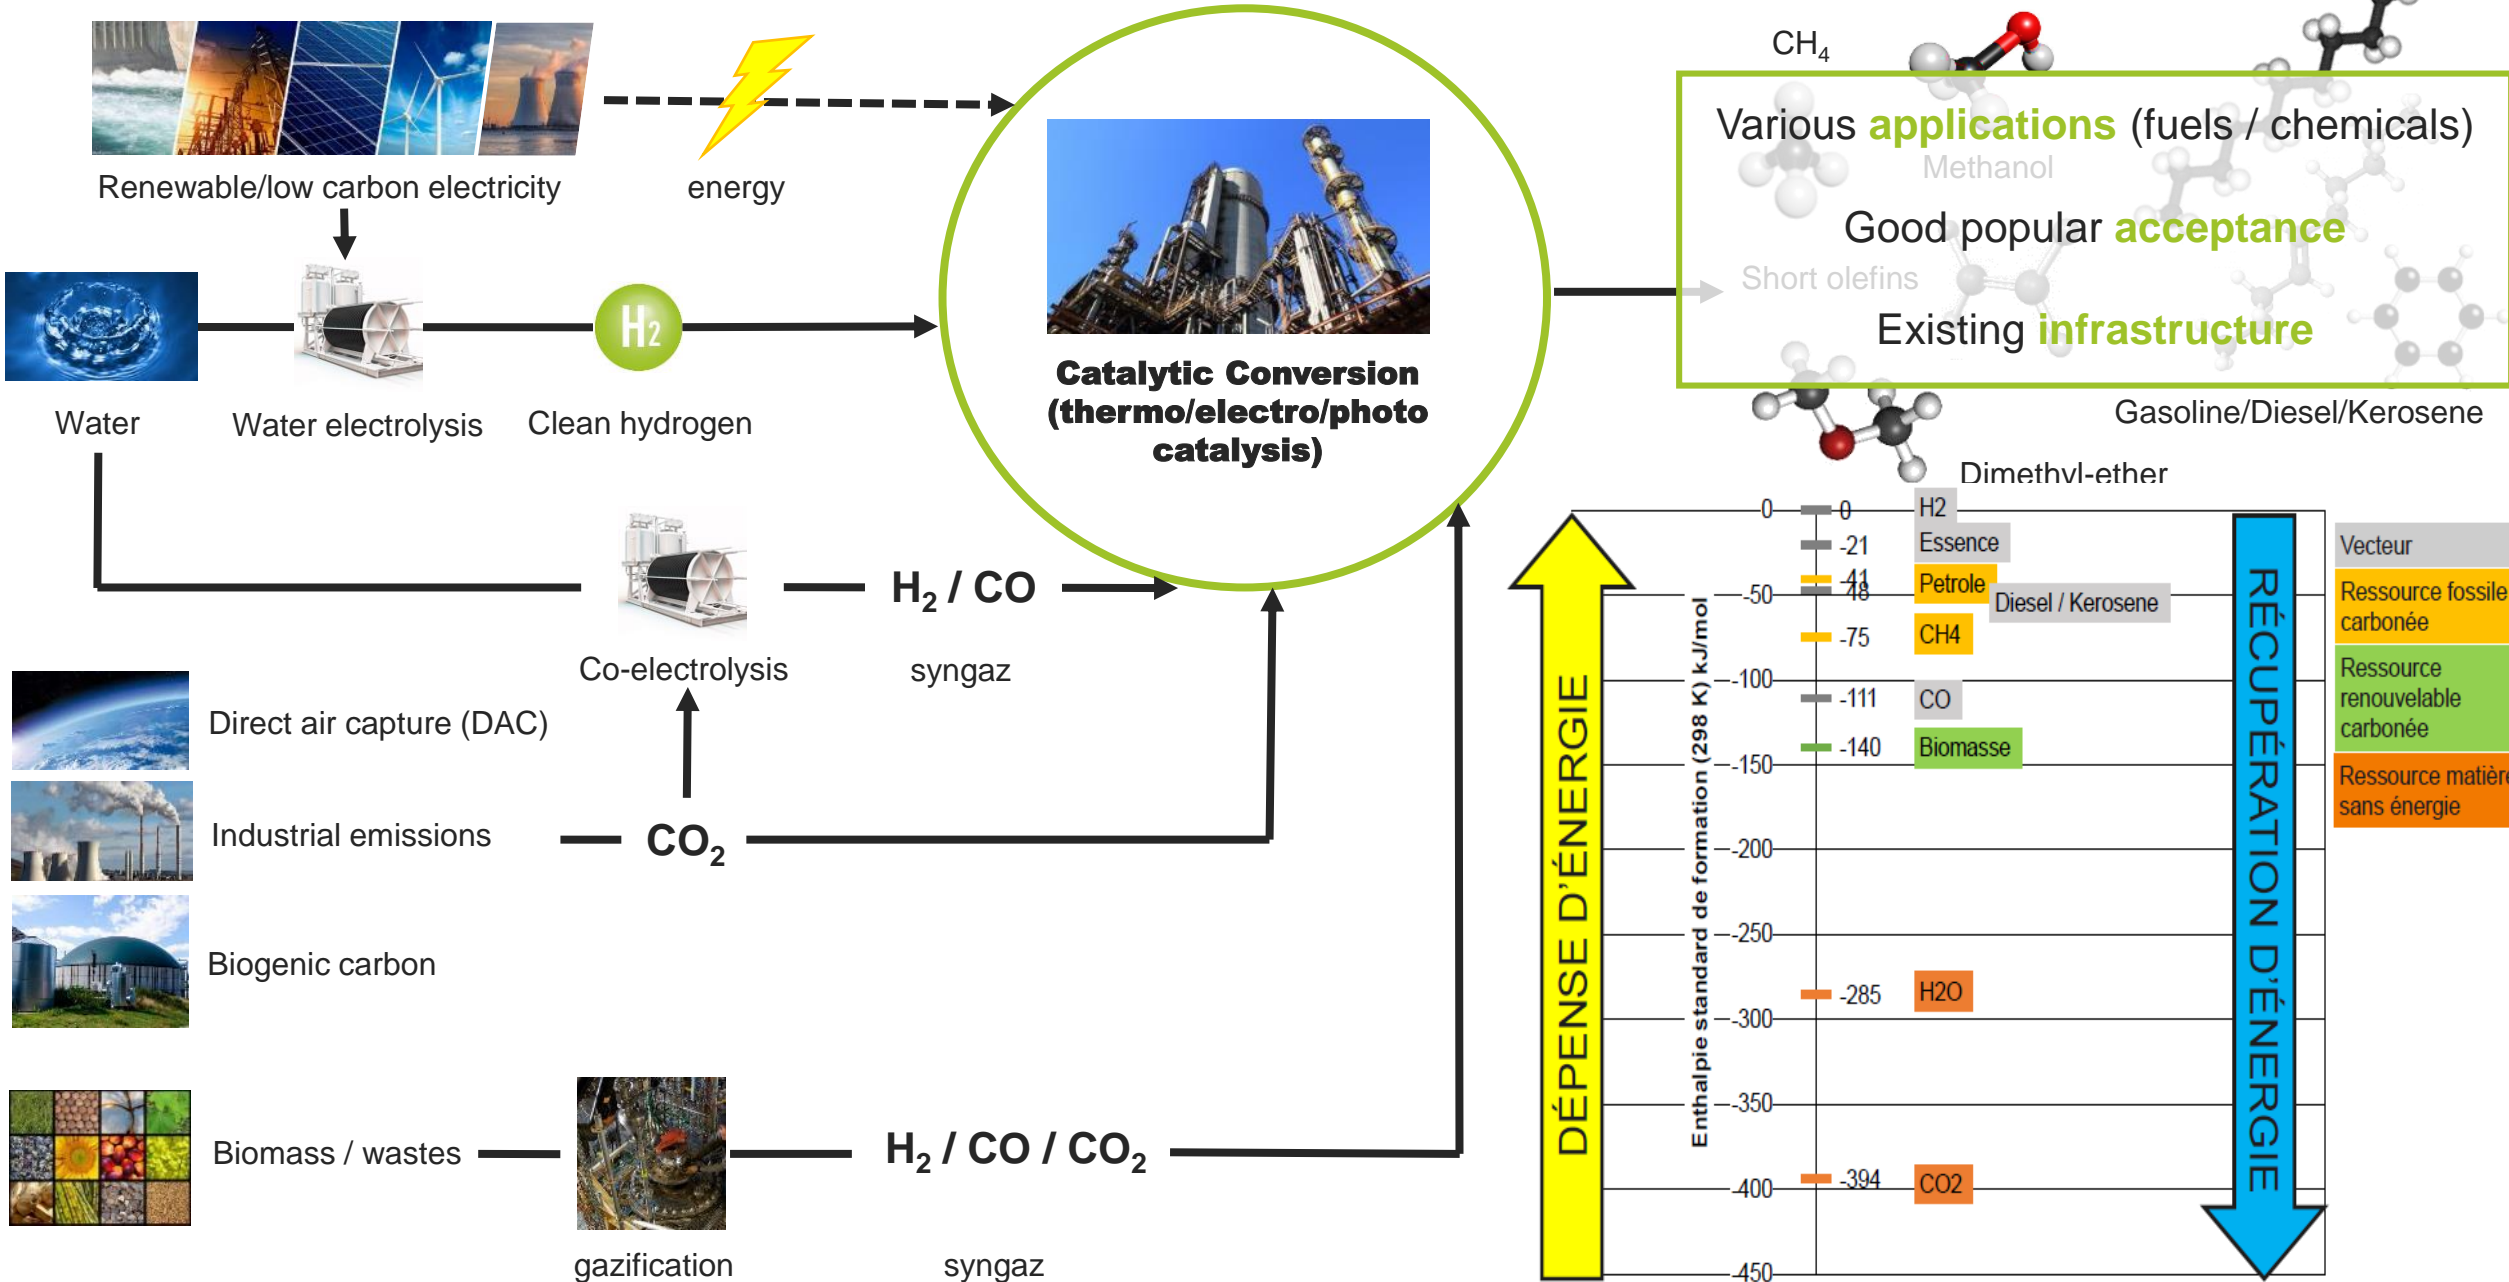 Renewable/low carbon electricity
energy
Water
Water electrolysis
H2
Clean hydrogen
Catalytic Conversion
(thermo/electro/photo
catalysis)
CH₄
Various applications (fuels / chemicals)
Methanol
Good popular acceptance
Short olefins
Existing infrastructure
Gasoline/Diesel/Kerosene
Dimethyl-ether
Co-electrolysis
H₂ / CO
syngaz
Direct air capture (DAC)
Industrial emissions
CO₂
Biogenic carbon
Biomass / wastes
gazification
H₂ / CO / CO₂
syngaz
DÉPENSE D'ÉNERGIE
Enthalpie standard de formation (298 K) kJ/mol
0
-50
-100
-150
-200
-250
-300
-350
-400
-450
0 H2
-21 Essence
-41 Petrole
-48 Diesel / Kerosene
-75 CH4
-111 CO
-140 Biomasse
-285 H2O
-394 CO2
RÉCUPÉRATION D'ÉNERGIE
Vecteur
Ressource fossile
carbonée
Ressource
renouvelable
carbonée
Ressource matière
sans énergie